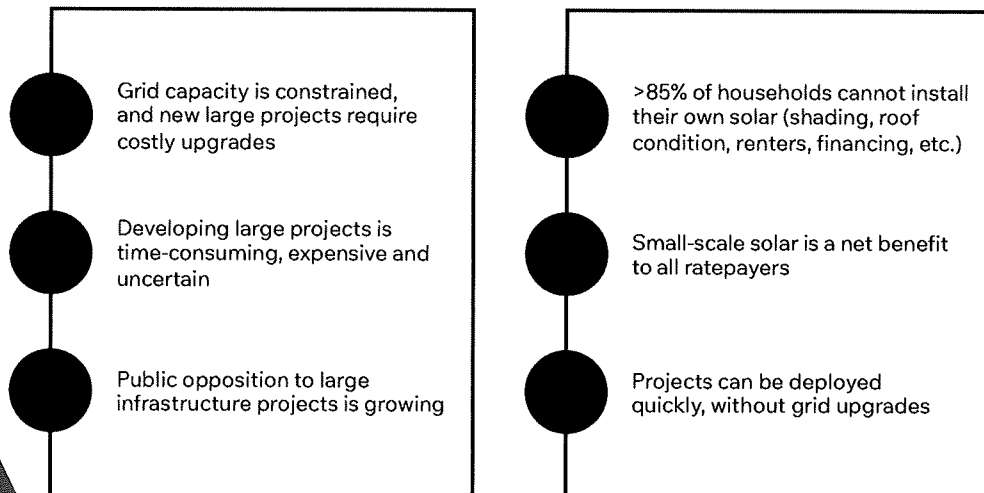 Grid capacity is constrained,
and new large projects require
costly upgrades
Developing large projects is
time-consuming, expensive and
uncertain
Public opposition to large
infrastructure projects is growing
>85% of households cannot install
their own solar (shading, roof
condition, renters, financing, etc.)
Small-scale solar is a net benefit
to all ratepayers
Projects can be deployed
quickly, without grid upgrades